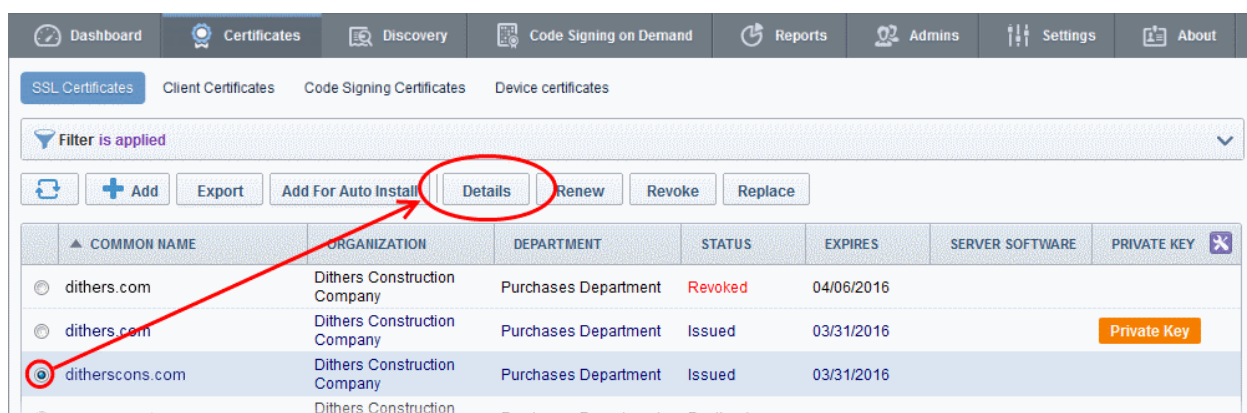 Dashboard Certificates Discovery Code Signing on Demand Reports Admins Settings About
SSL Certificates Client Certificates Code Signing Certificates Device certificates
Filter is applied
Add Export Add For Auto Install Details Renew Revoke Replace
COMMON NAME ORGANIZATION DEPARTMENT STATUS EXPIRES SERVER SOFTWARE PRIVATE KEY
dithers.com Dithers Construction Company Purchases Department Revoked 04/06/2016
dithers.com Dithers Construction Company Purchases Department Issued 03/31/2016 Private Key
ditherscons.com Dithers Construction Company Purchases Department Issued 03/31/2016
Dithers Construction